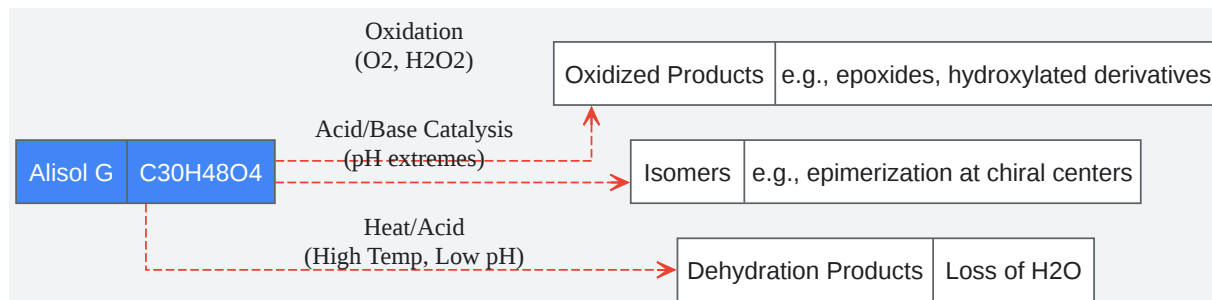 Oxidation
(O2, H2O2)
Oxidized Products
e.g., epoxides, hydroxylated derivatives
Acid/Base Catalysis
(pH extremes)
Alisol G
C30H48O4
Isomers
e.g., epimerization at chiral centers
Heat/Acid
(High Temp, Low pH)
Dehydration Products
Loss of H2O